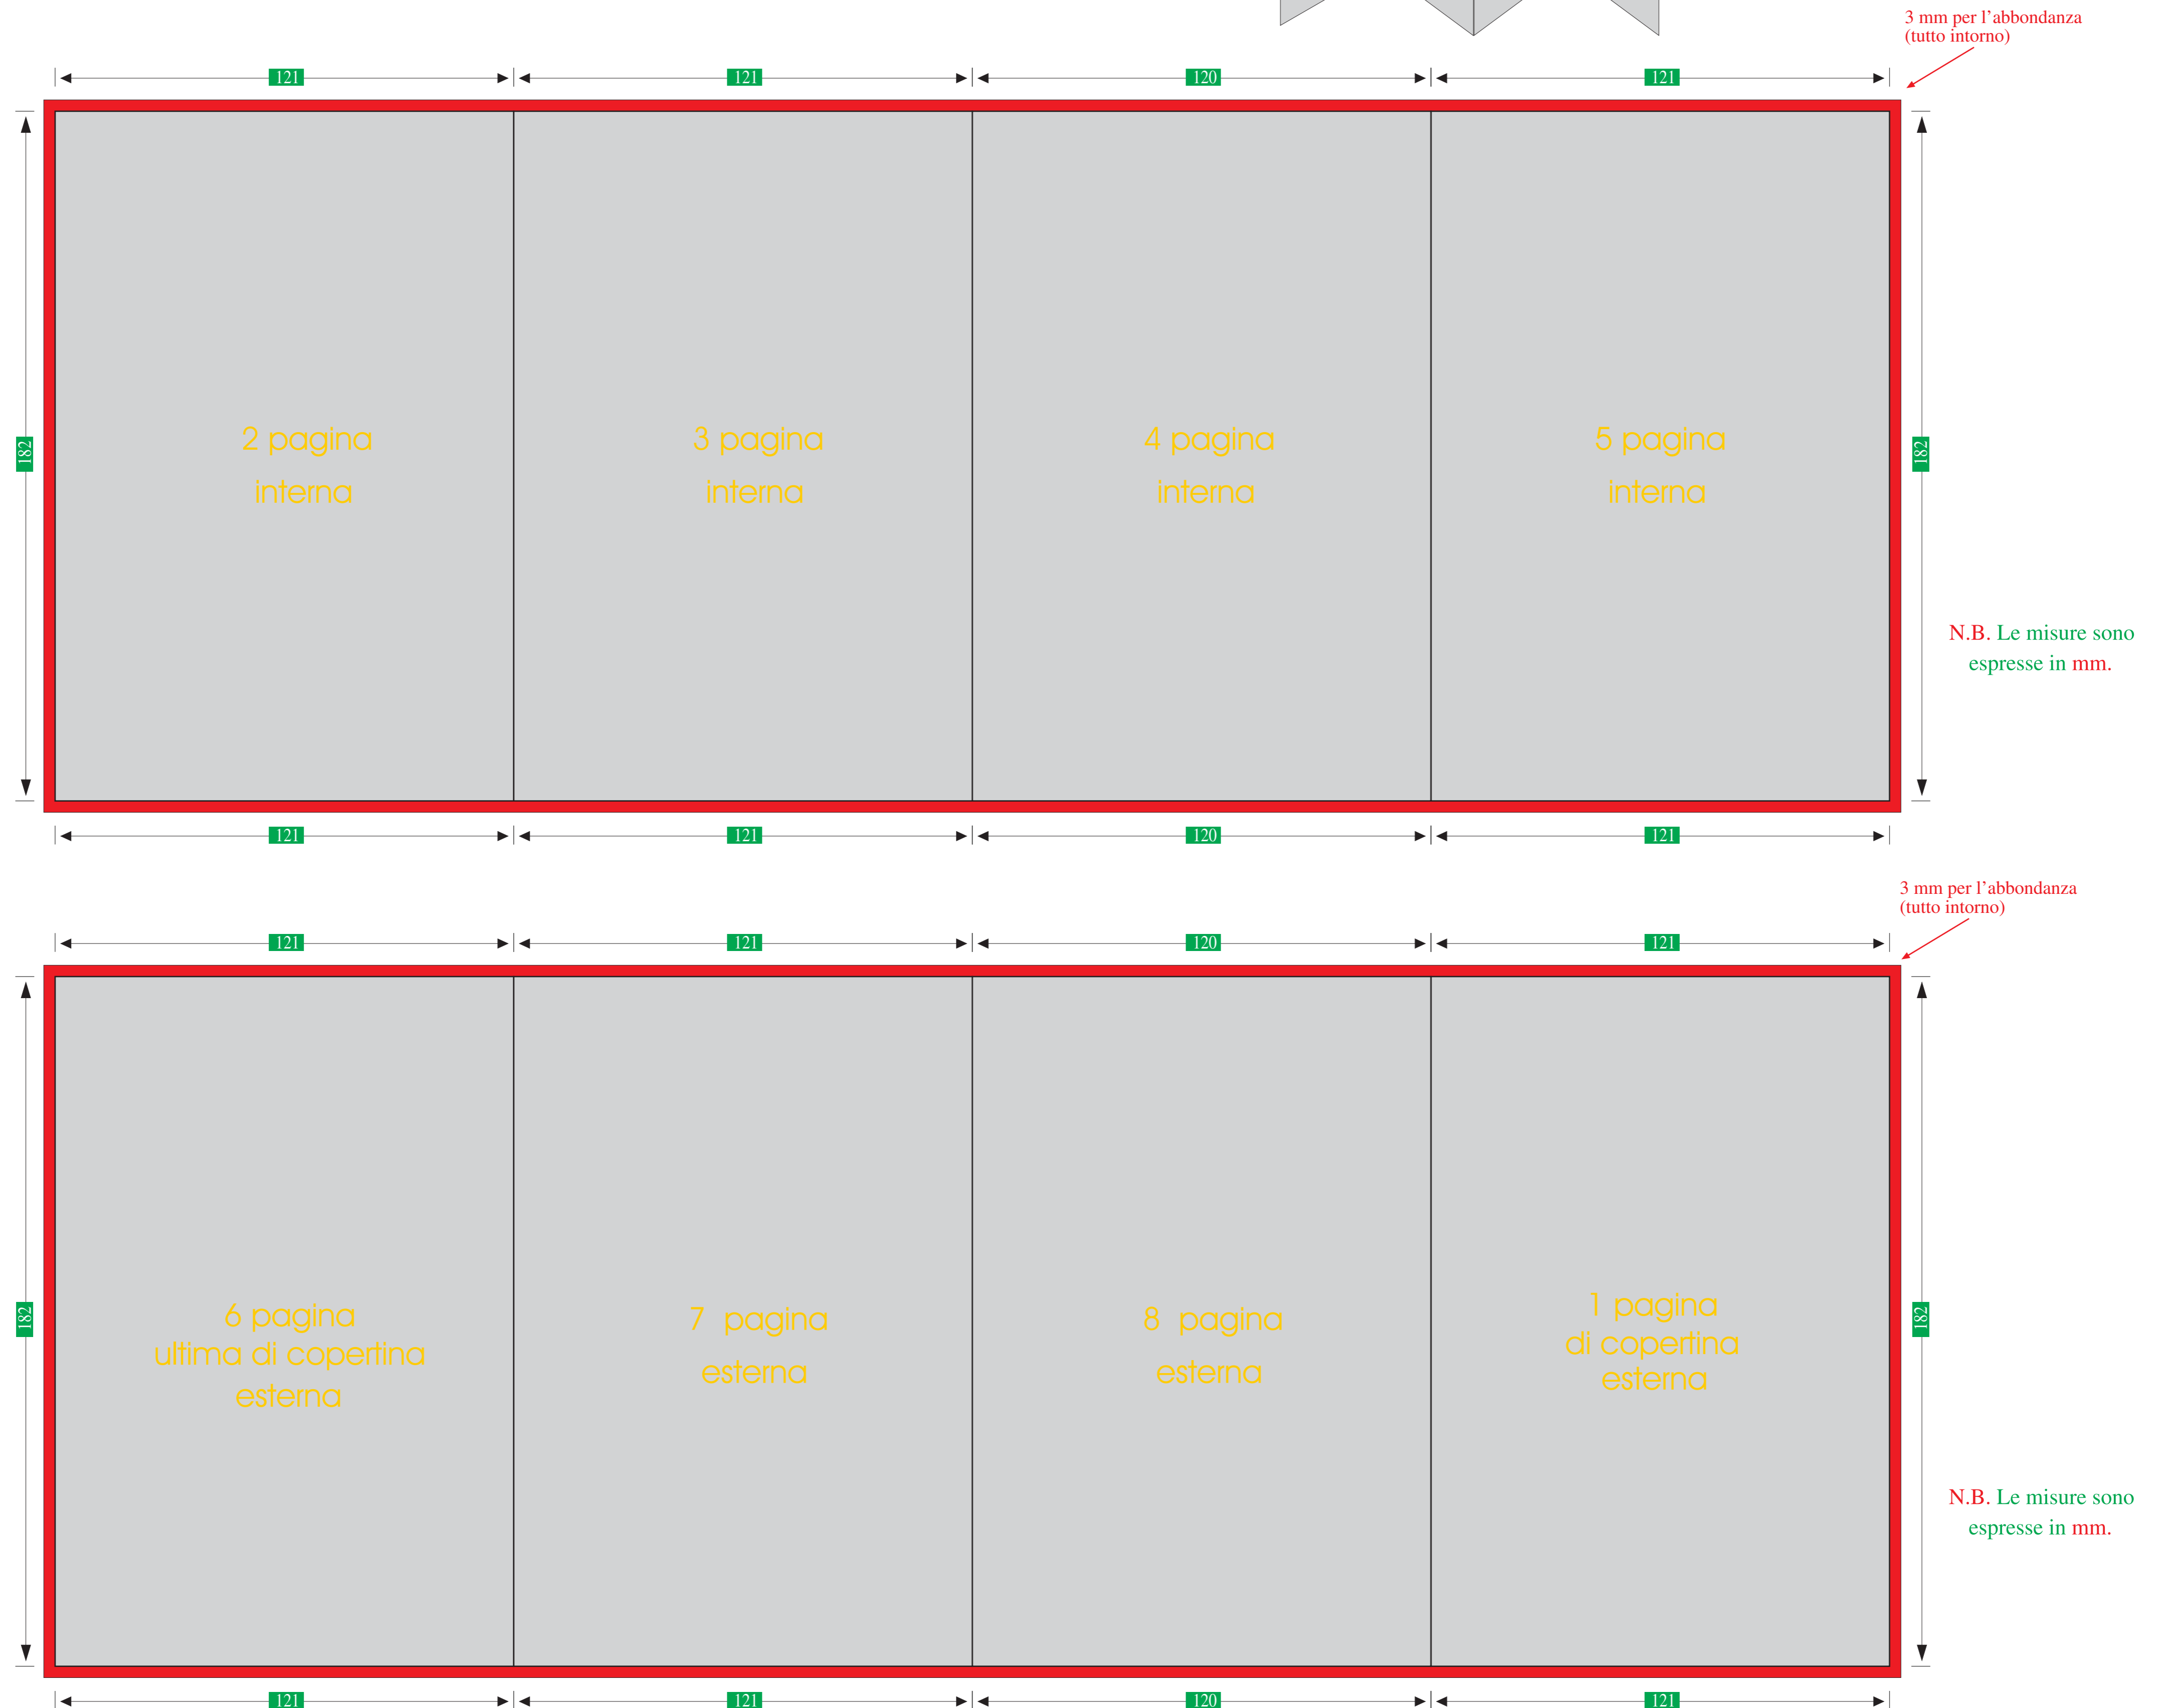 3 mm per l’abbondanza
(tutto intorno)
121 121 120 121
182 182
2 pagina
interna
3 pagina
interna
4 pagina
interna
5 pagina
interna
N.B. Le misure sono
espresse in mm.
121 121 120 121
3 mm per l’abbondanza
(tutto intorno)
121 121 120 121
182 182
6 pagina
ultima di copertina
esterna
7 pagina
esterna
8 pagina
esterna
1 pagina
di copertina
esterna
N.B. Le misure sono
espresse in mm.
121 121 120 121